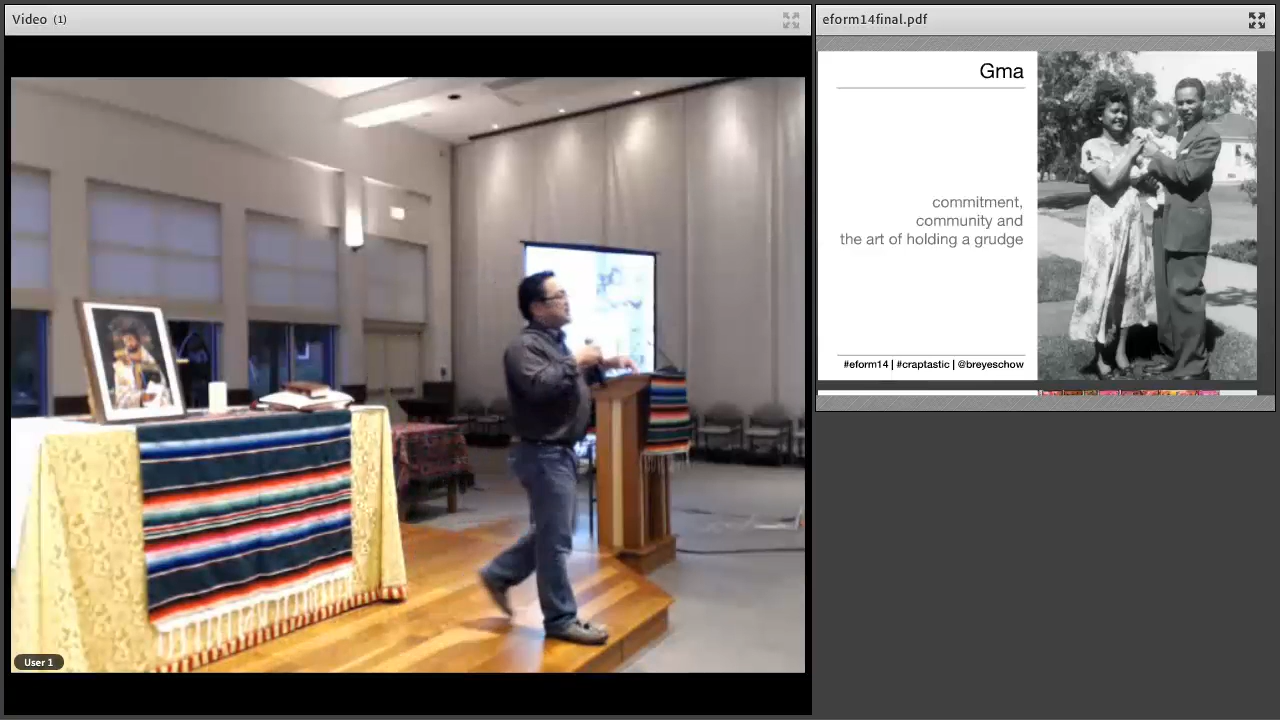 Video (1)
eform14final.pdf
Gma
commitment,
community and
the art of holding a grudge
#eform14 | #craptastic | @breyeschow
User 1